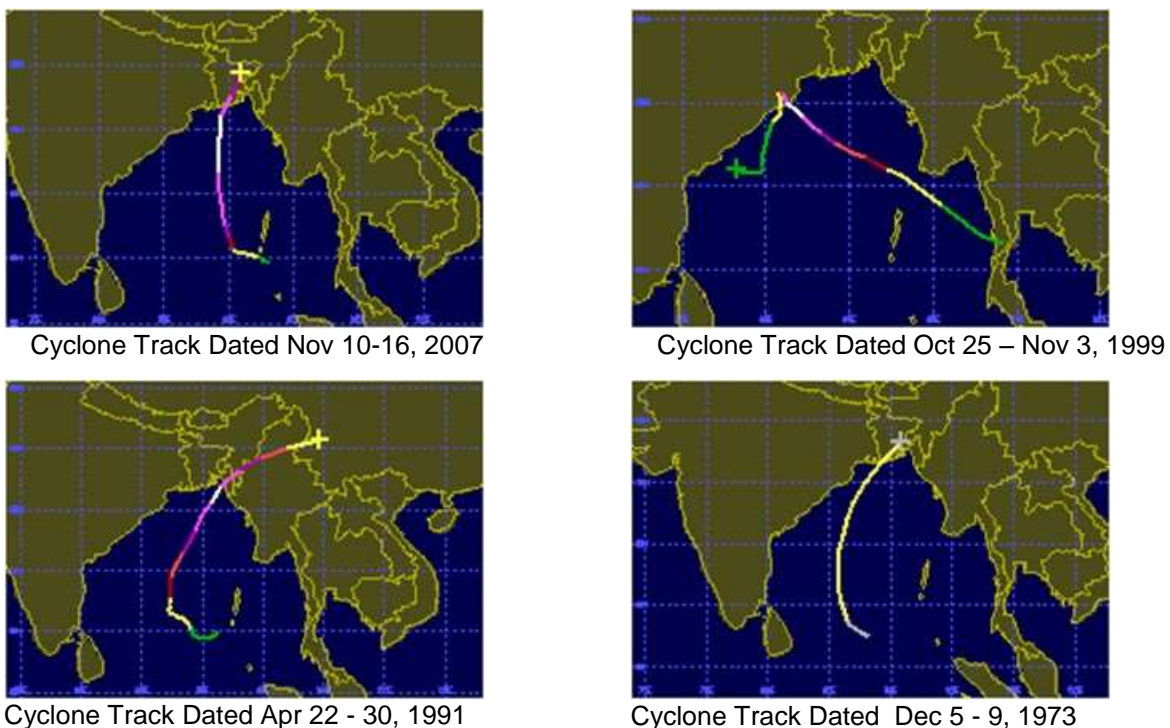 Cyclone Track Dated Nov 10-16, 2007
Cyclone Track Dated Oct 25 – Nov 3, 1999
Cyclone Track Dated Apr 22 - 30, 1991
Cyclone Track Dated  Dec 5 - 9, 1973